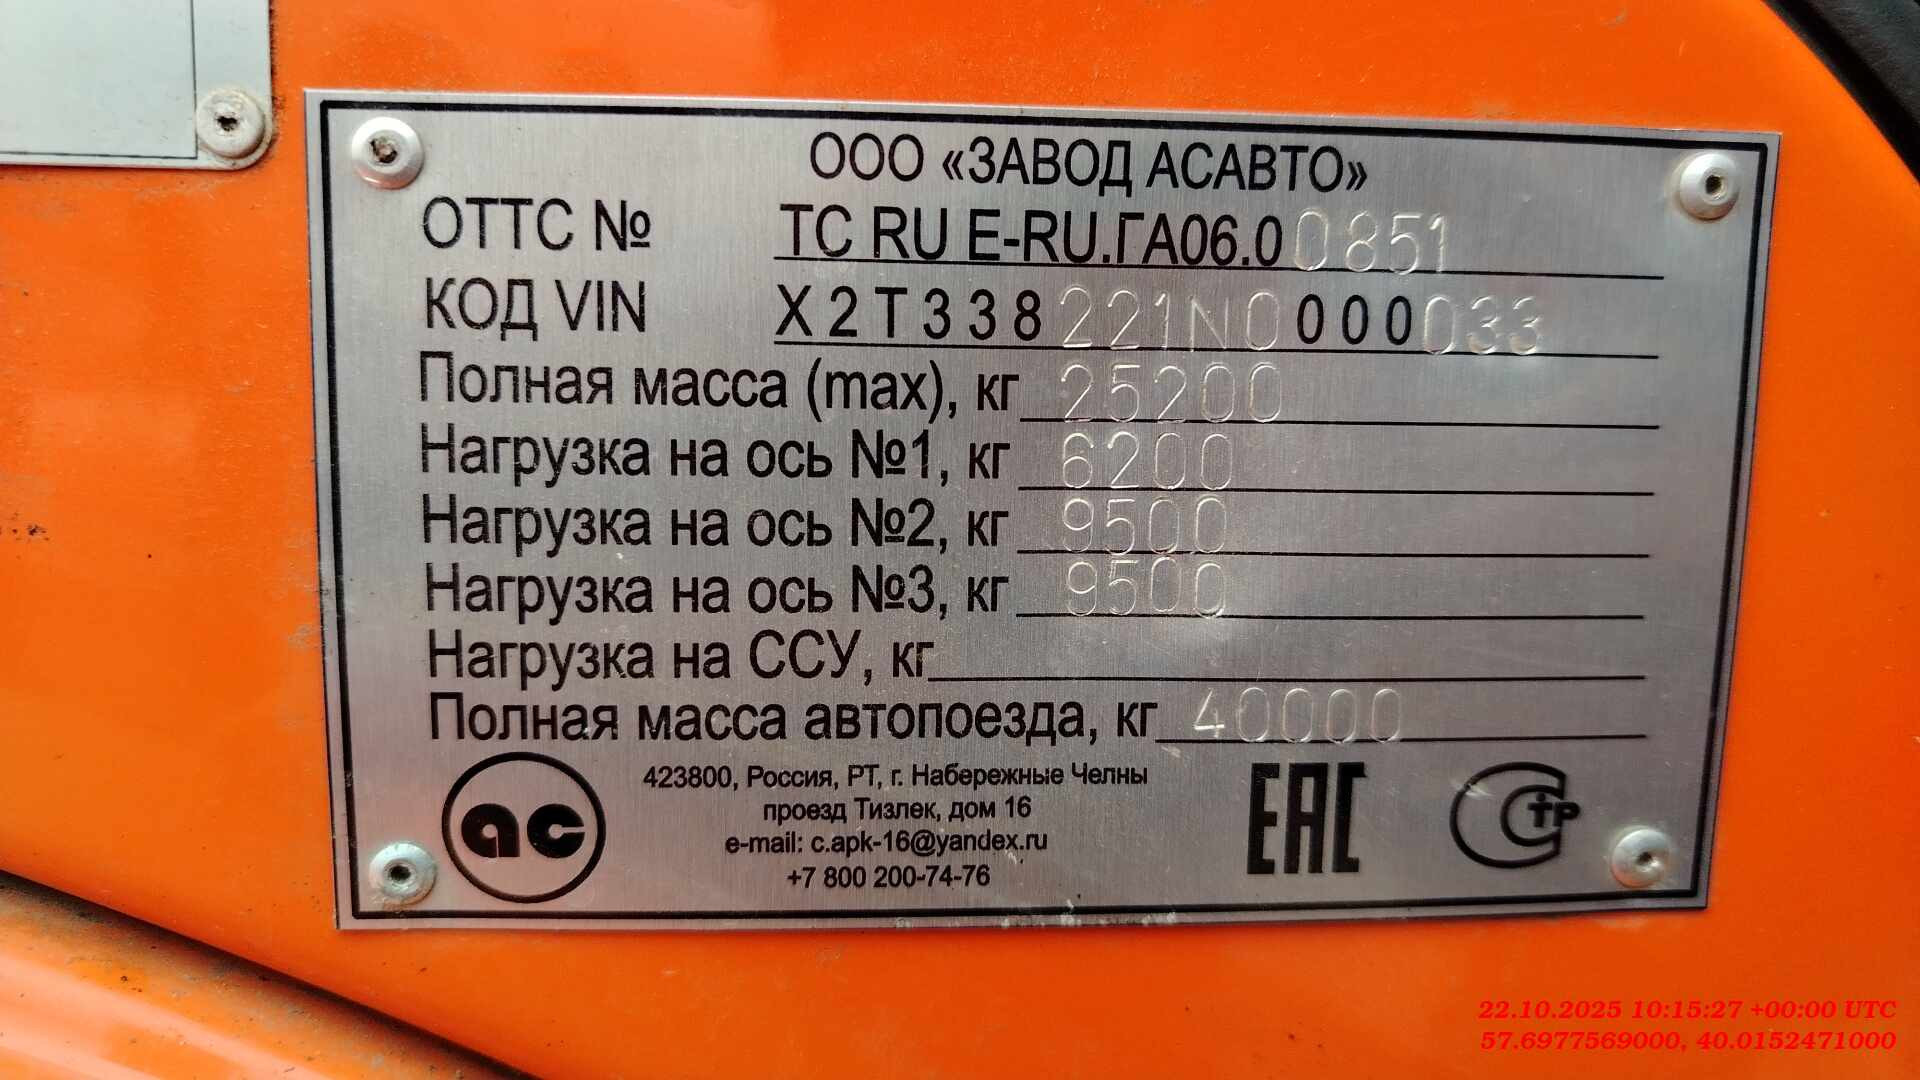 ООО «ЗАВОД АСАВТО»
ОТТС № ТС RU E-RU.ГА06.00851
КОД VIN X2T338221N0000033
Полная масса (max), кг 25200
Нагрузка на ось №1, кг 6200
Нагрузка на ось №2, кг 9500
Нагрузка на ось №3, кг 9500
Нагрузка на ССУ, кг
Полная масса автопоезда, кг 40000
423800, Россия, РТ, г. Набережные Челны
проезд Тизлек, дом 16
e-mail: c.apk-16@yandex.ru
+7 800 200-74-76
ас
ЕАС
Стр
22.10.2025 10:15:27 +00:00 UTC
57.6977569000, 40.0152471000